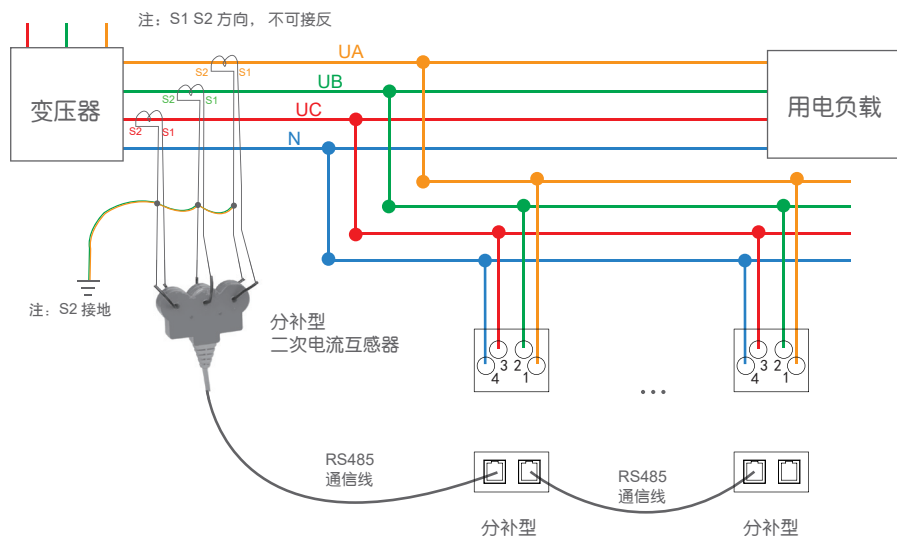 注：S1 S2 方向， 不可接反
变压器
S2 S1
S2 S1
S2 S1
UA
UB
UC
N
用电负载
注：S2 接地
分补型
二次电流互感器
4 3 2 1
4 3 2 1
...
RS485
通信线
RS485
通信线
分补型
分补型